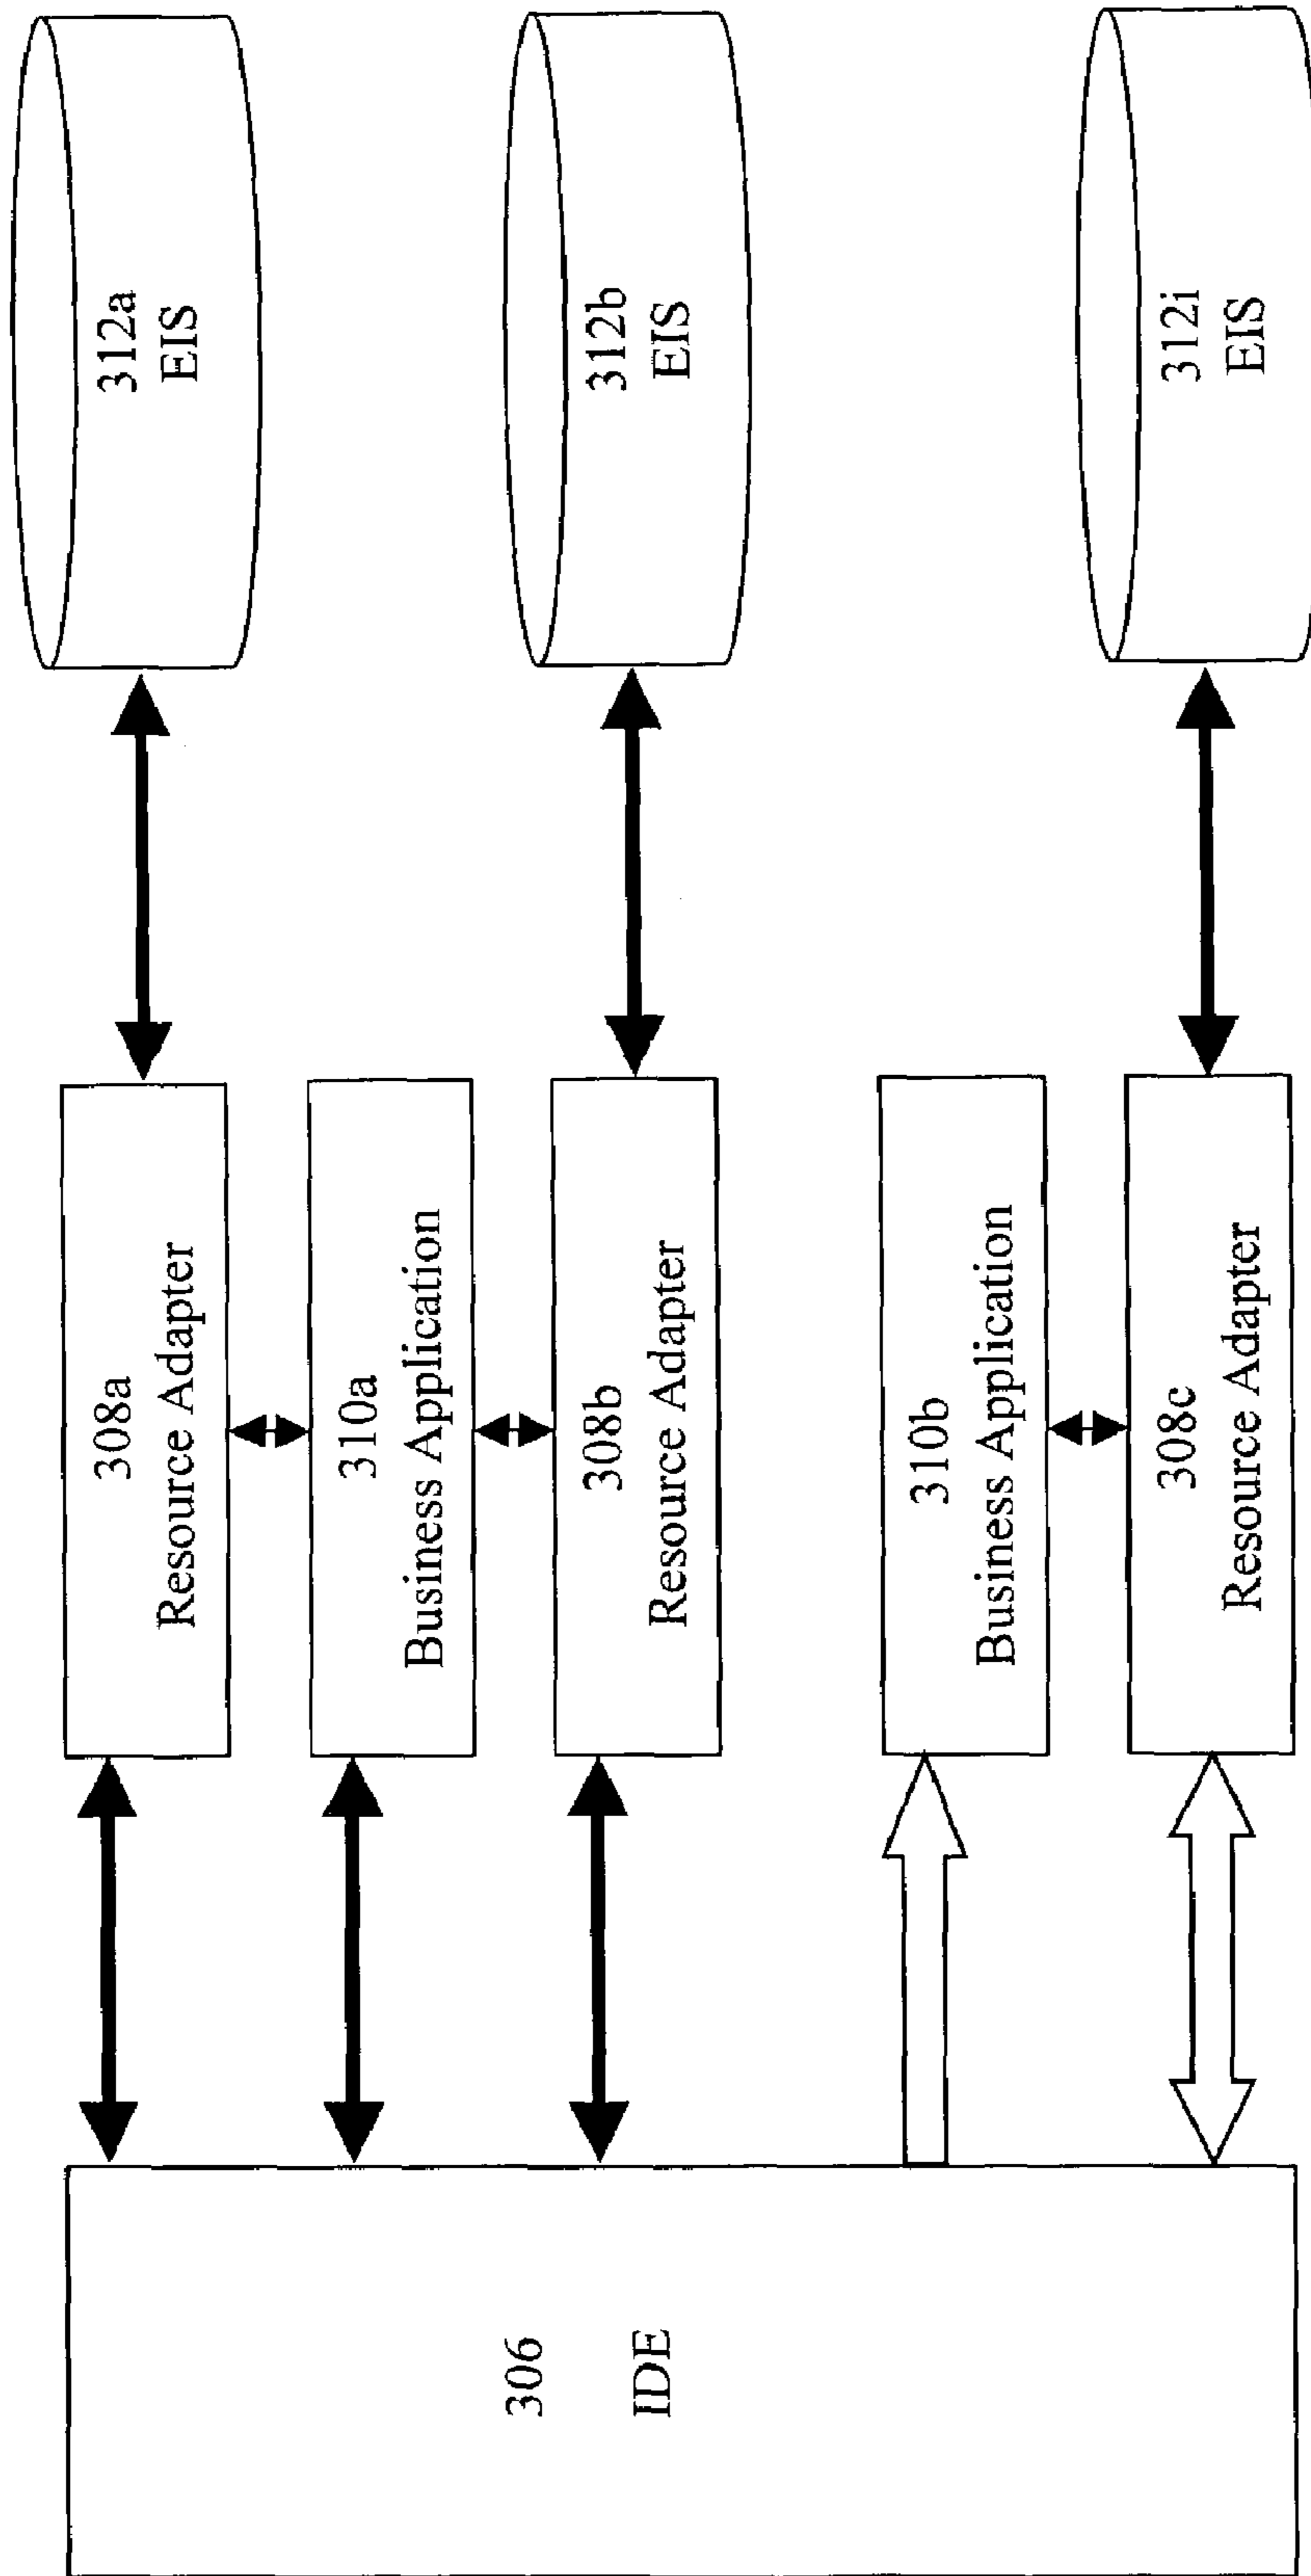 306
IDE
308a
Resource Adapter
310a
Business Application
308b
Resource Adapter
310b
Business Application
308c
Resource Adapter
312a
EIS
312b
EIS
312i
EIS